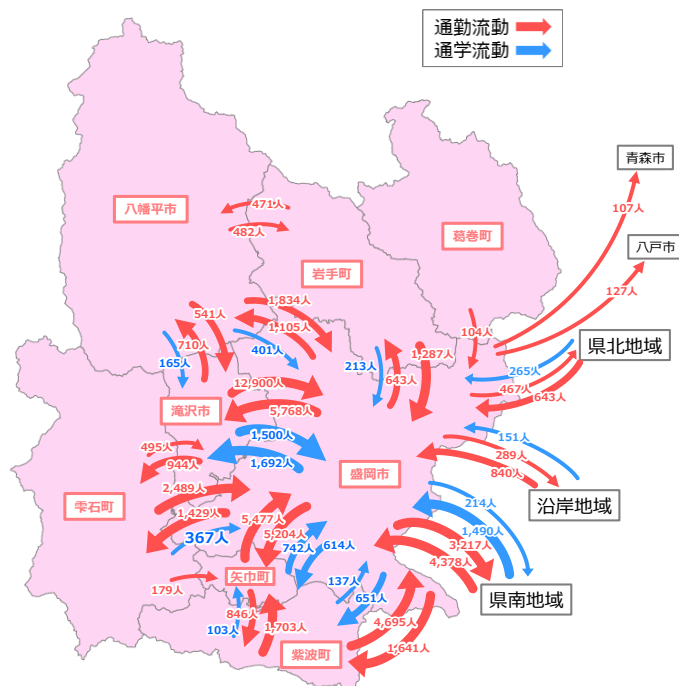 通勤流動
通学流動
青森市
107人
八幡平市
471人
482人
葛巻町
八戸市
岩手町
127人
1,834人
541人
1,105人
104人
710人
401人
165人
213人
1,287人
県北地域
265人
467人
643人
643人
12,900人
滝沢市
5,768人
1,500人
151人
495人
289人
944人
1,692人
盛岡市
840人
2,489人
雫石町
1,429人
沿岸地域
214人
5,477人
5,204人
1,490人
367人
742人
614人
3,217人
4,378人
矢巾町
179人
137人
651人
県南地域
846人
103人
1,703人
4,695人
1,641人
紫波町